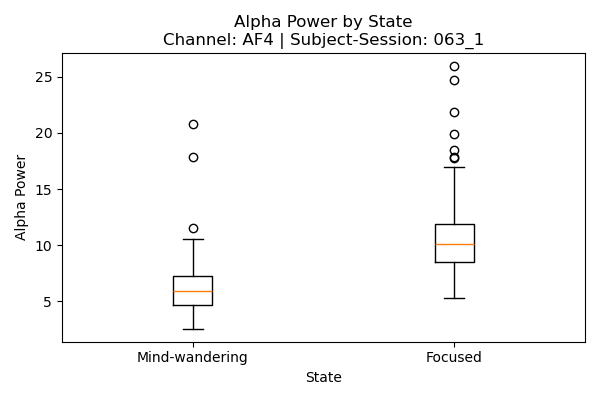 Alpha Power by State
Channel: AF4 | Subject-Session: 063_1
25
20
15
10
5
Alpha Power
Mind-wandering
Focused
State